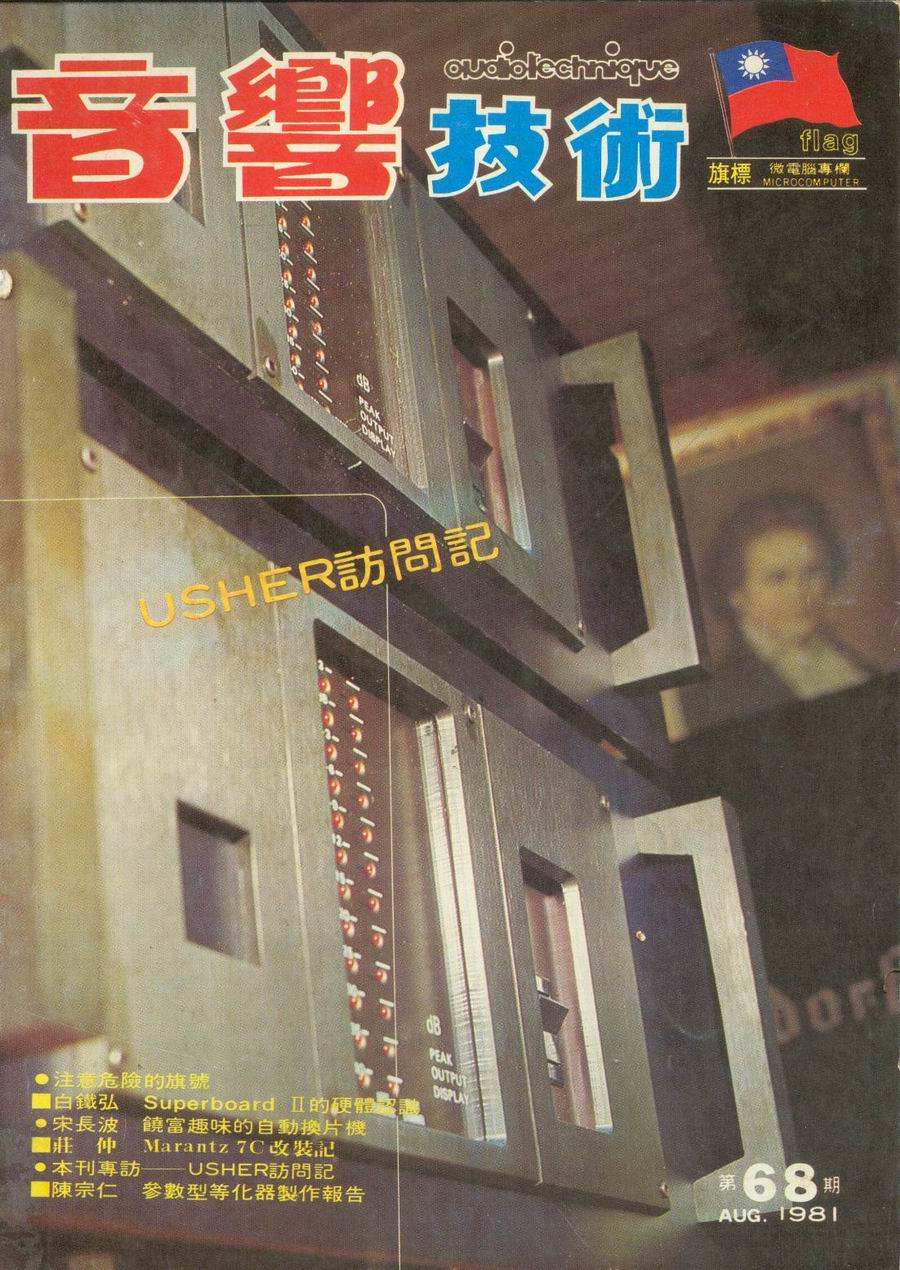 音響技術
audiotechnique
flag
旗標 微電腦專欄
MICROCOMPUTER
dB
PEAK
OUTPUT
DISPLAY
USHER訪問記
dB
PEAK
OUTPUT
DISPLAY
●注意危險的旗號
■白鐵弘 Superboard Ⅱ的硬體認識
●宋長波 饒富趣味的自動換片機
■莊 仲 Marantz 7C改裝記
●本刊專訪——USHER訪問記
■陳宗仁 參數型等化器製作報告
第68期
AUG. 1981